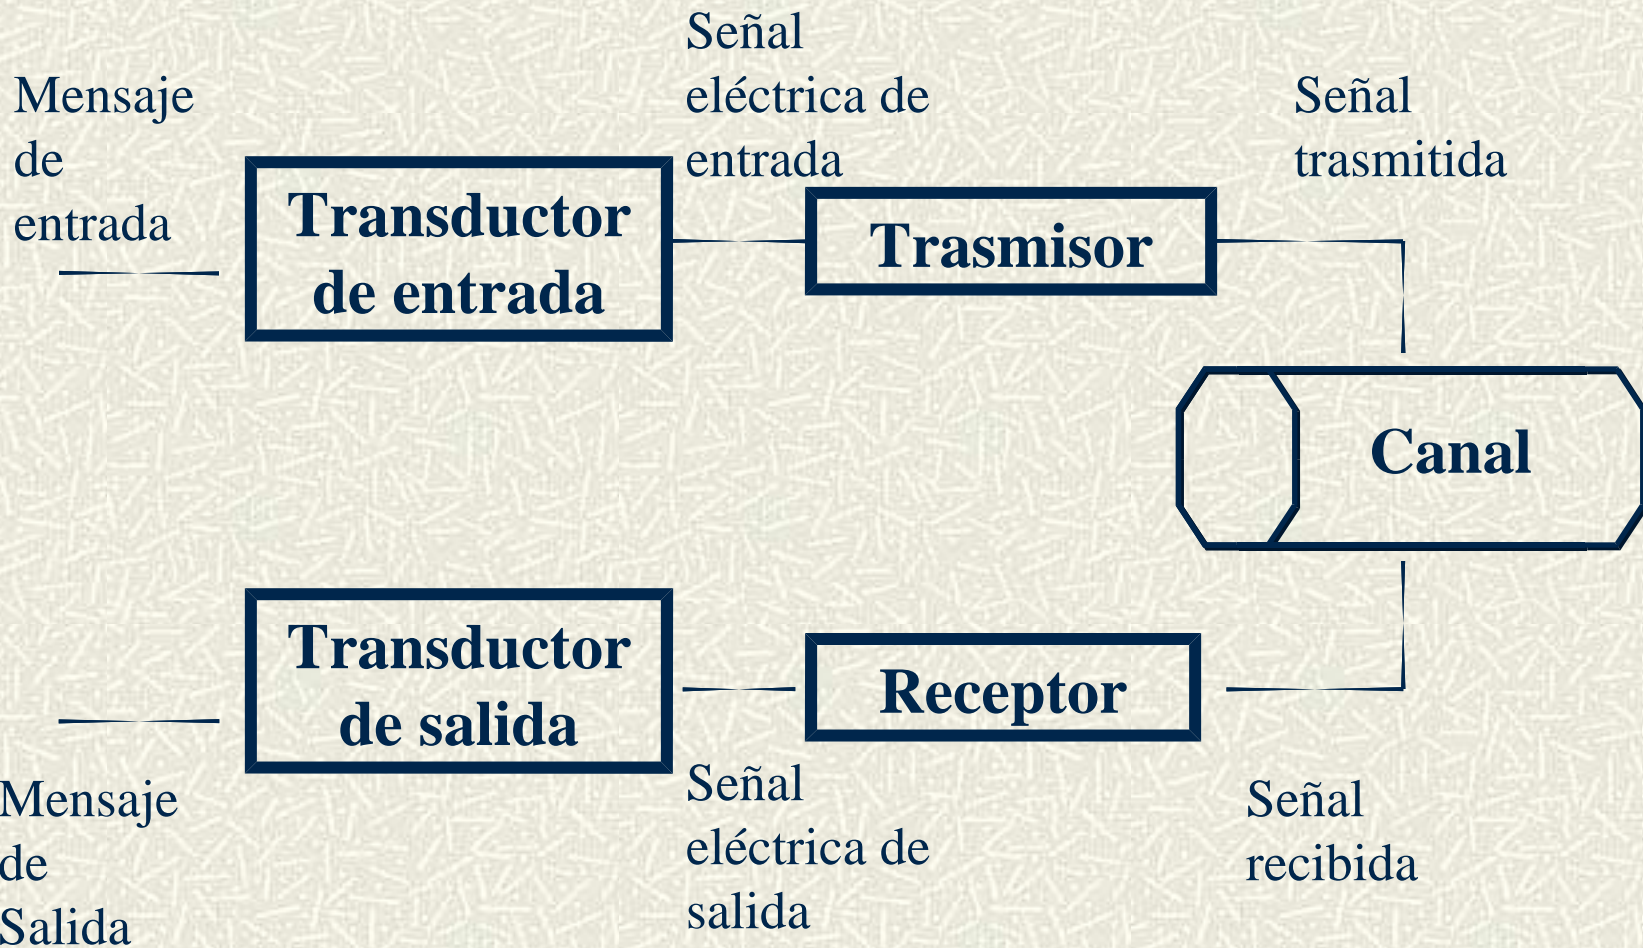 Mensaje
de
entrada
Transductor
de entrada
Señal
eléctrica de
entrada
Trasmisor
Señal
trasmitida
Canal
Transductor
de salida
Receptor
Mensaje
de
Salida
Señal
eléctrica de
salida
Señal
recibida